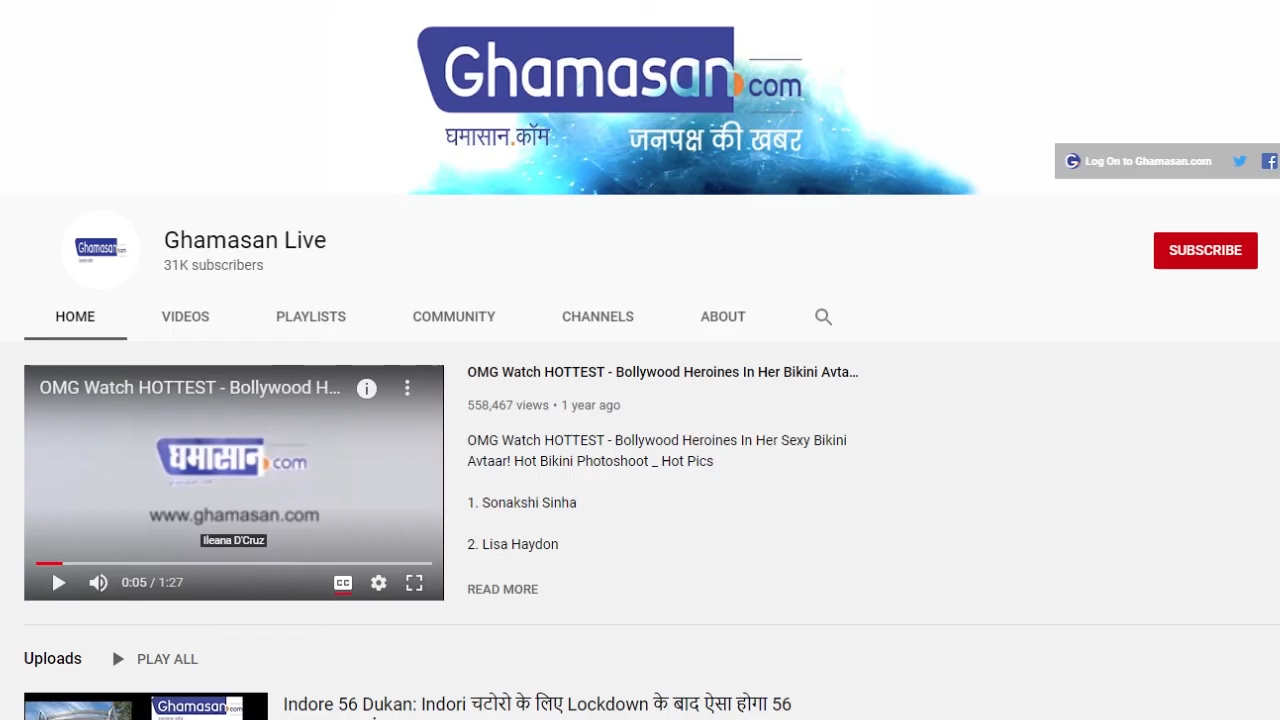 Ghamasan.com
घमासान.कॉम
जनपक्ष की खबर
Log On to Ghamasan.com
Ghamasan.com
Ghamasan Live
31K subscribers
SUBSCRIBE
HOME
VIDEOS
PLAYLISTS
COMMUNITY
CHANNELS
ABOUT
OMG Watch HOTTEST - Bollywood H...
घमासान.com
www.ghamasan.com
Ileana D'Cruz
0:05 / 1:27
CC
OMG Watch HOTTEST - Bollywood Heroines In Her Bikini Avta...
558,467 views • 1 year ago
OMG Watch HOTTEST - Bollywood Heroines In Her Sexy Bikini
Avtaar! Hot Bikini Photoshoot _ Hot Pics
1. Sonakshi Sinha
2. Lisa Haydon
READ MORE
Uploads
PLAY ALL
Ghamasan.com
Indore 56 Dukan: Indori चटोरो के लिए Lockdown के बाद ऐसा होगा 56